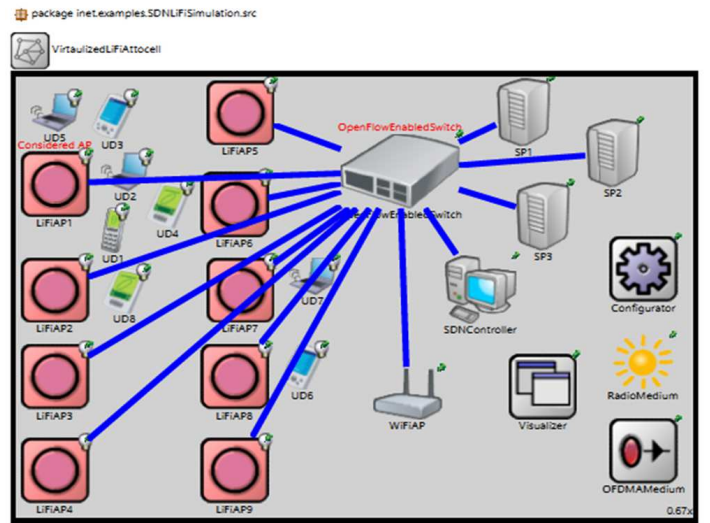 package inet.examples.SDNLiFiSimulation.src
VirtaulizedLiFiAttocell
UD5
UD3
Considered AP
LiFiAP5
OpenFlowEnabledSwitch
SP1
SP2
UD2
LiFiAP1
UD4
LiFiAP6
OpenFlowEnabledSwitch
UD1
SP3
LiFiAP2
UD8
LiFiAP7
UD7
SDNController
Configurator
LiFiAP3
LiFiAP8
UD6
WiFiAP
Visualizer
RadioMedium
LiFiAP4
LiFiAP9
OFDMAMedium
0.67x